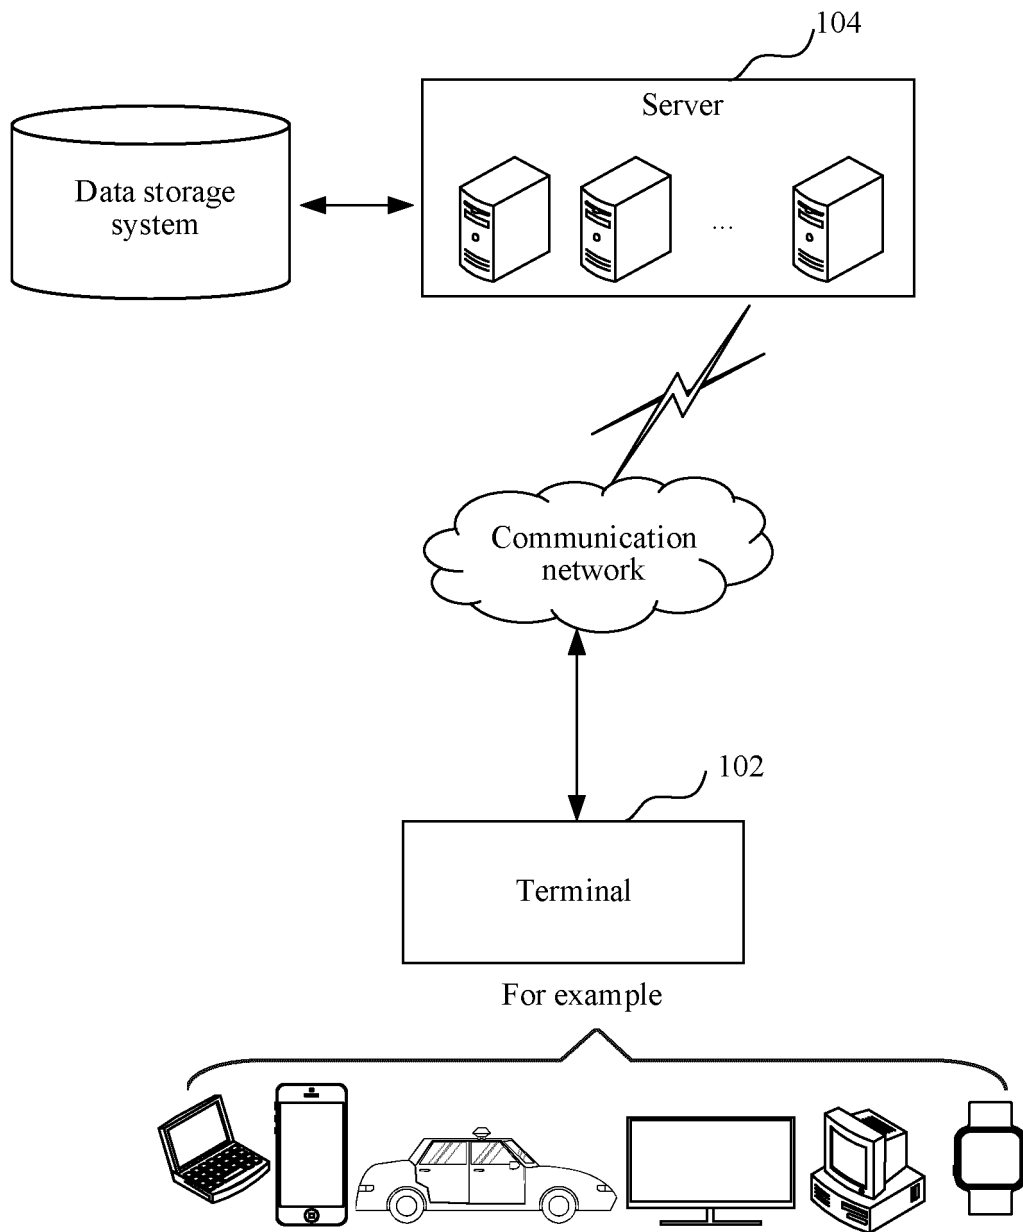 104
Server
Data storage
system
...
Communication
network
102
Terminal
For example